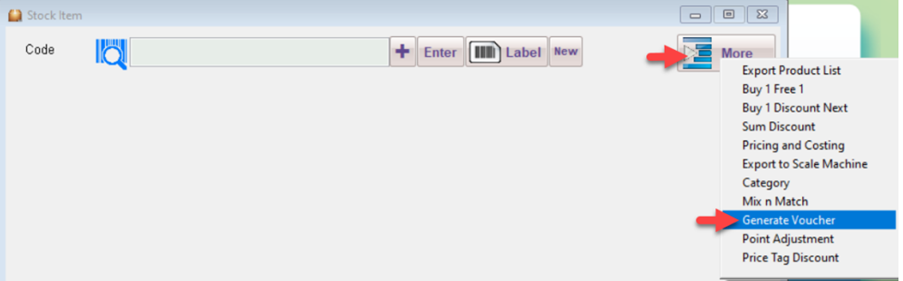 Stock Item
Code
Enter
Label
New
More
Export Product List
Buy 1 Free 1
Buy 1 Discount Next
Sum Discount
Pricing and Costing
Export to Scale Machine
Category
Mix n Match
Generate Voucher
Point Adjustment
Price Tag Discount